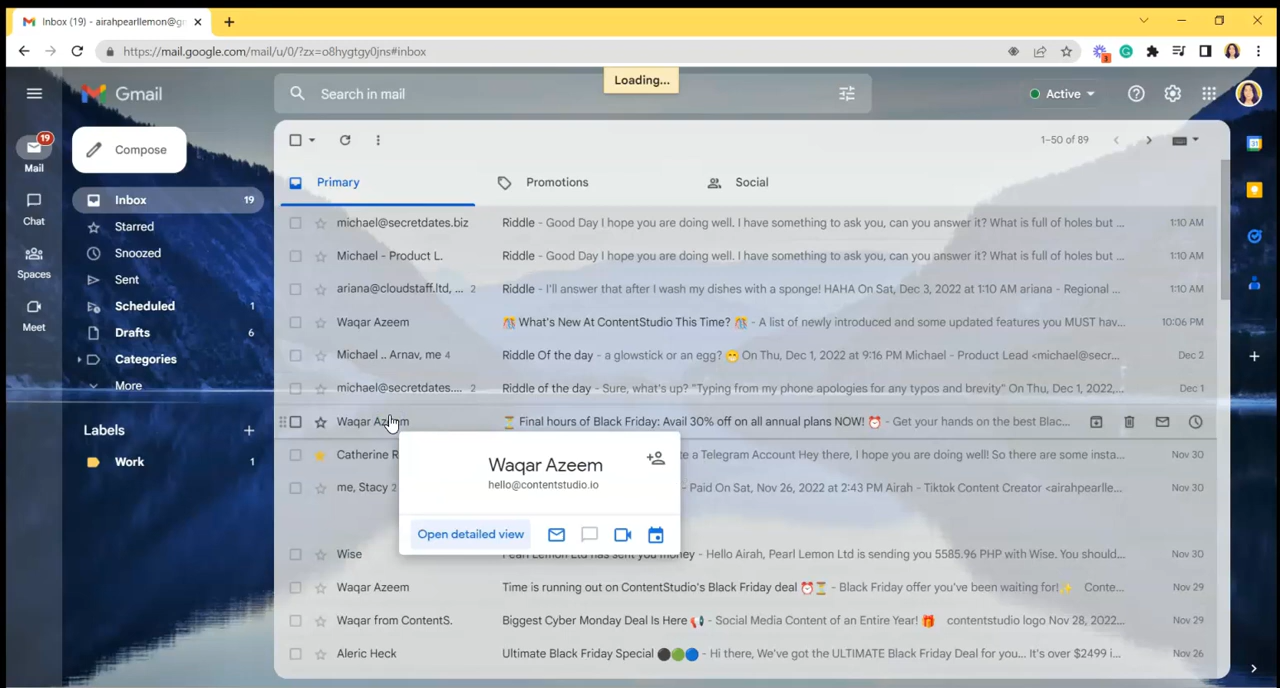 Inbox (19) - airahpearllemon@gr
https://mail.google.com/mail/u/0/?zx=o8hygtgy0jns#inbox
Loading...
Gmail
Search in mail
Active
19
Mail
Chat
Spaces
Meet
Compose
Inbox 19
Starred
Snoozed
Sent
Scheduled 1
Drafts 6
Categories
More
Labels
Work 1
1–50 of 89
Primary Promotions Social
michael@secretdates.biz Riddle - Good Day I hope you are doing well. I have something to ask you, can you answer it? What is full of holes but ... 1:10 AM
Michael - Product L. Riddle - Good Day I hope you are doing well. I have something to ask you, can you answer it? What is full of holes but ... 1:10 AM
ariana@cloudstaff.ltd, ... 2 Riddle - I'll answer that after I wash my dishes with a sponge! HAHA On Sat, Dec 3, 2022 at 1:10 AM ariana - Regional ... 1:10 AM
Waqar Azeem 🎊 What's New At ContentStudio This Time? 🎊 - A list of newly introduced and some updated features you MUST hav... 10:06 PM
Michael .. Arnav, me 4 Riddle Of the day - a glowstick or an egg? 😁 On Thu, Dec 1, 2022 at 9:16 PM Michael - Product Lead <michael@secr... Dec 2
michael@secretdates.... 2 Riddle of the day - Sure, what's up? "Typing from my phone apologies for any typos and brevity" On Thu, Dec 1, 2022,... Dec 1
Waqar Azeem ⏳ Final hours of Black Friday: Avail 30% off on all annual plans NOW! ⏰ - Get your hands on the best Blac...
Catherine R e a Telegram Account Hey there, I hope you are doing well! So there are some insta... Nov 30
Waqar Azeem
hello@contentstudio.io
Open detailed view
me, Stacy 2 - Paid On Sat, Nov 26, 2022 at 2:43 PM Airah - Tiktok Content Creator <airahpearlle... Nov 30
Wise Pearl Lemon Ltd has sent you money - Hello Airah, Pearl Lemon Ltd is sending you 5585.96 PHP with Wise. You should... Nov 30
Waqar Azeem Time is running out on ContentStudio's Black Friday deal ⏰⏳ - Black Friday offer you've been waiting for!✨ Conte... Nov 29
Waqar from ContentS. Biggest Cyber Monday Deal Is Here 📢 - Social Media Content of an Entire Year! 🎁 contentstudio logo Nov 28, 2022... Nov 29
Aleric Heck Ultimate Black Friday Special ⚫🟢🔵 - Hi there, We've got the ULTIMATE Black Friday Deal for you... It's over $2499 i... Nov 26